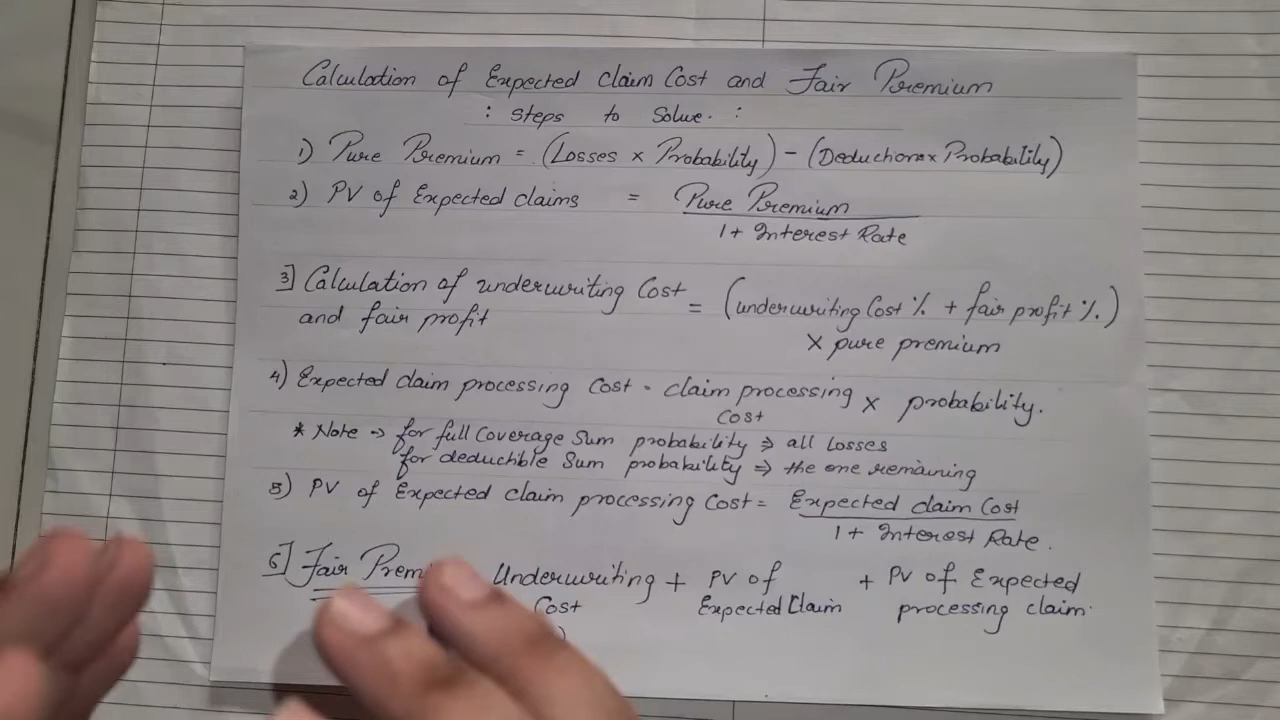 Calculation of Expected Claim Cost and Fair Premium
: Steps to Solve. :
1) Pure Premium = (Losses x Probability) - (Deductions x Probability)
2) PV of Expected claims = Pure Premium
1 + Interest Rate
3] Calculation of underwriting Cost = (underwriting Cost % + fair profit %)
and fair profit
x pure premium
4) Expected claim processing Cost = claim processing x probability.
Cost
* Note → for full Coverage Sum probability ⇒ all Losses
for deductible Sum probability ⇒ the one remaining
5) PV of Expected claim processing Cost = Expected claim Cost
1 + Interest Rate.
6] Fair Underwriting + PV of + PV of Expected
Cost Expected Claim processing claim.